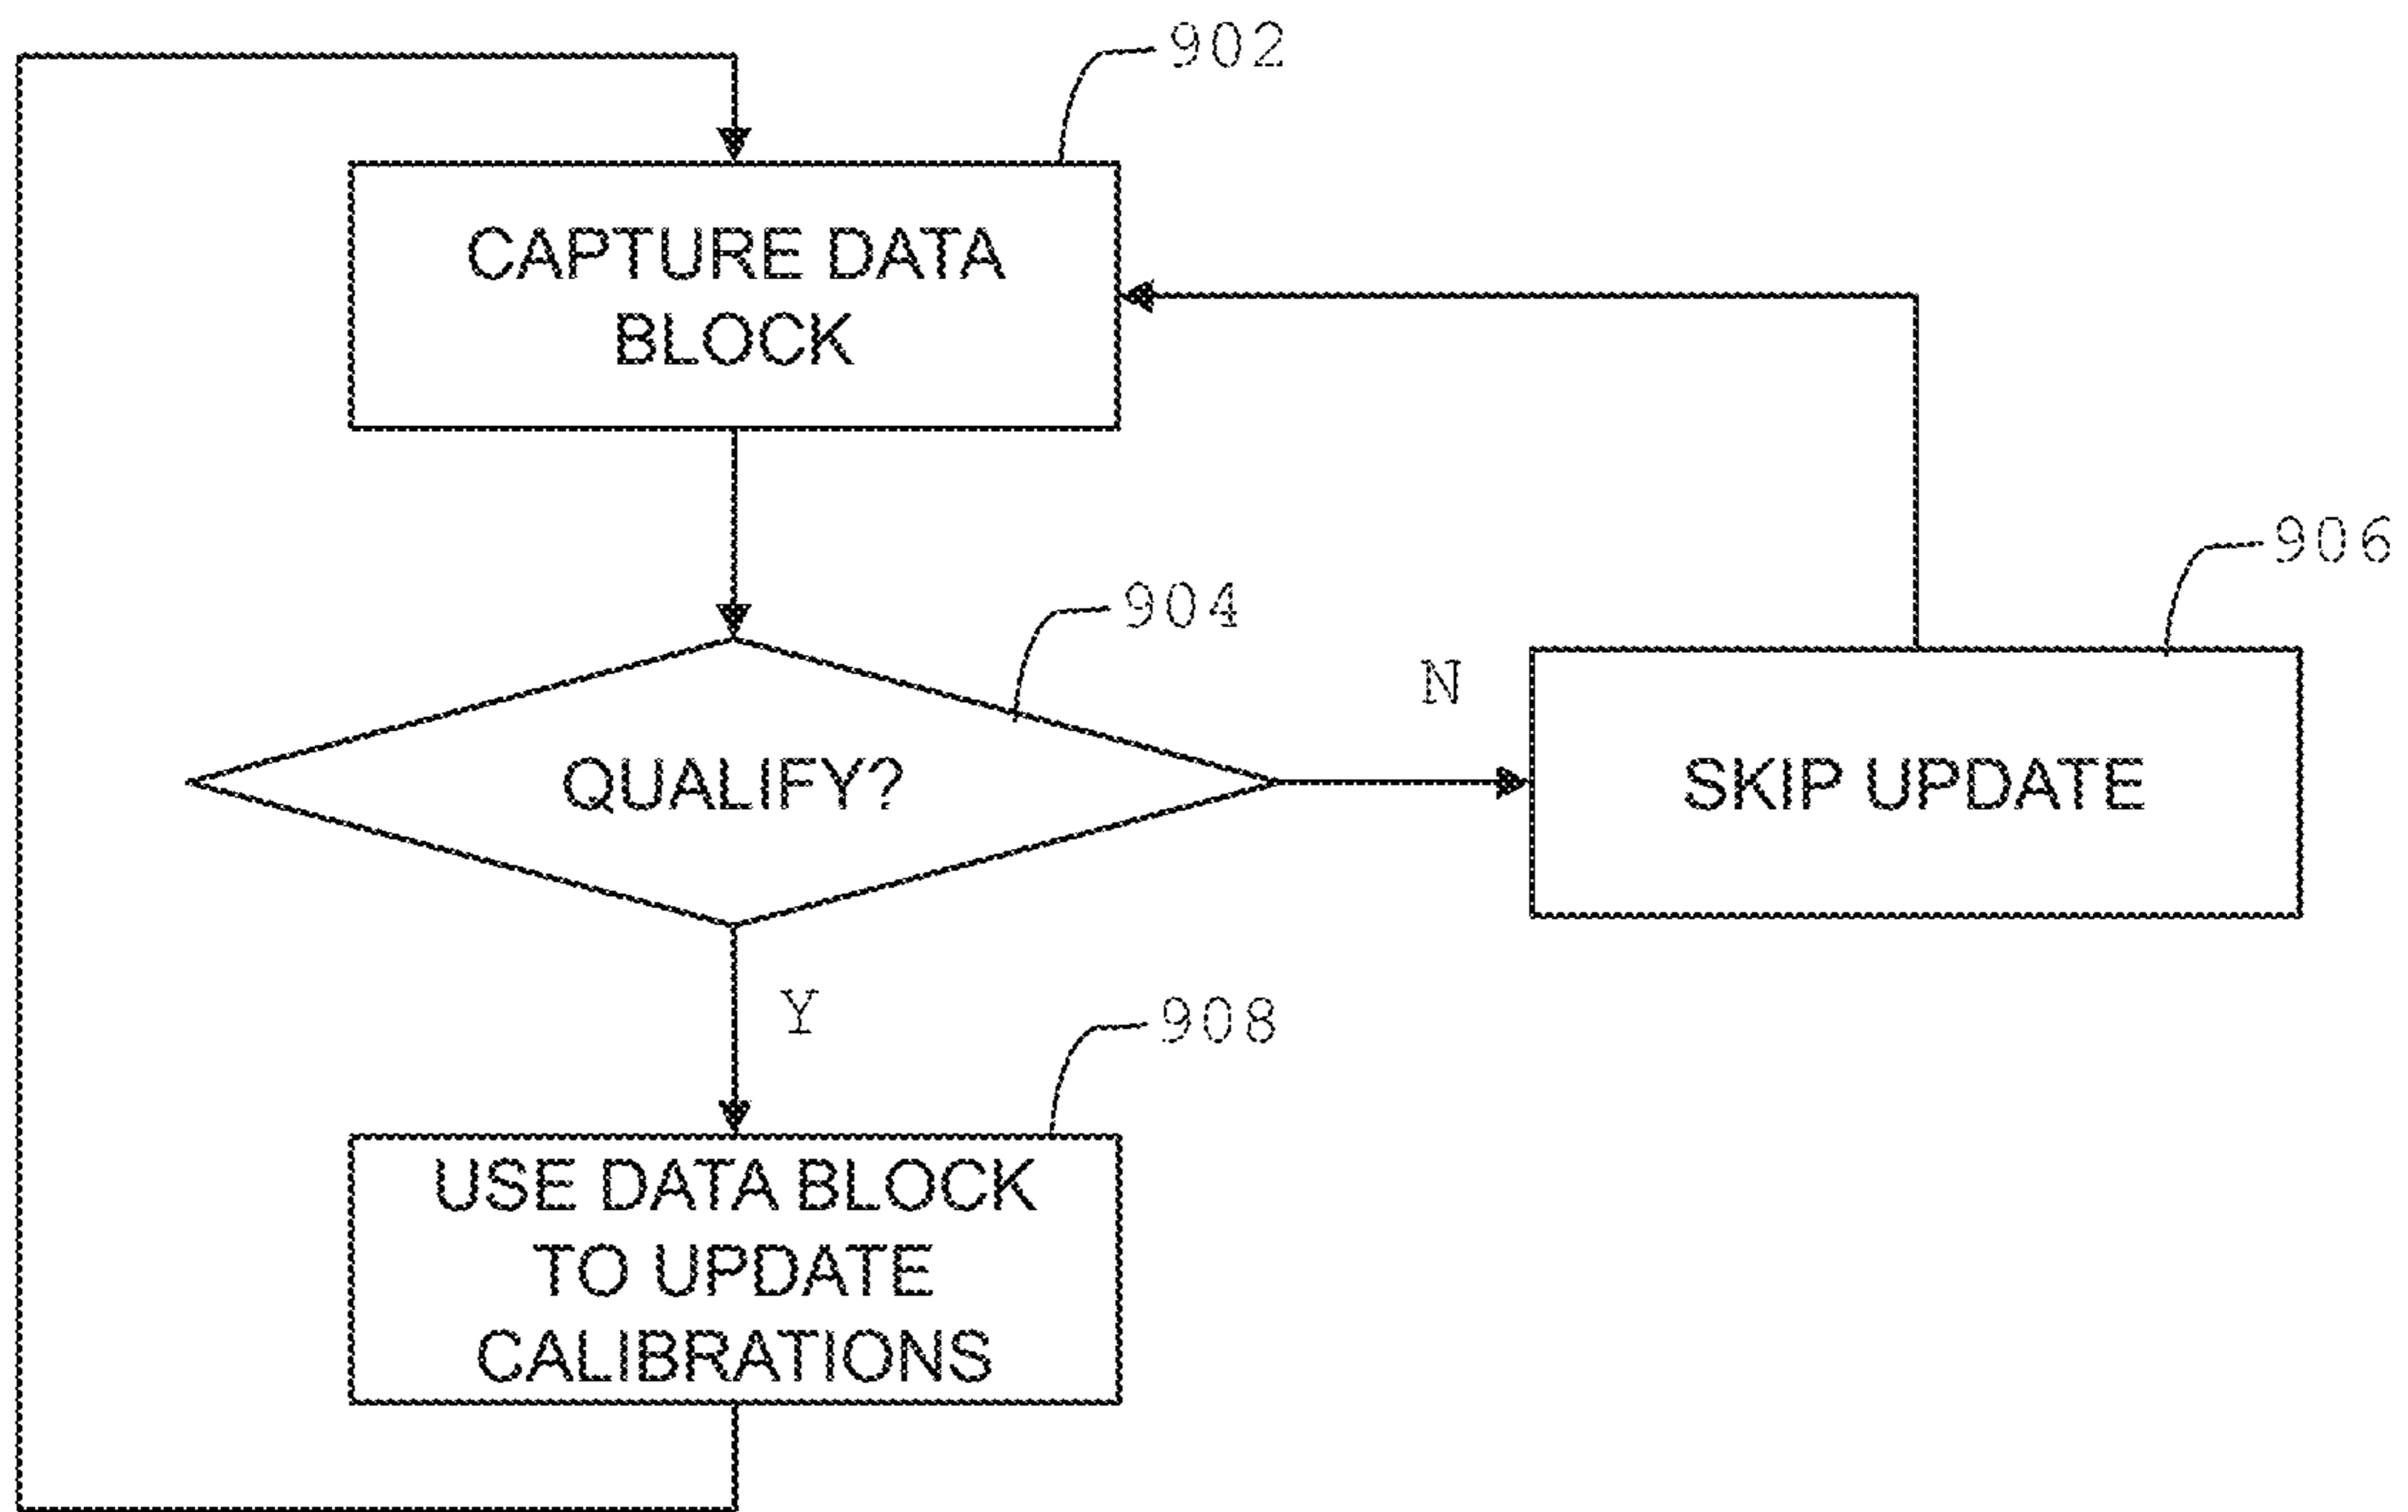 902
CAPTURE DATA
BLOCK
906
904
N
QUALIFY?
SKIP UPDATE
Y
908
USE DATA BLOCK
TO UPDATE
CALIBRATIONS